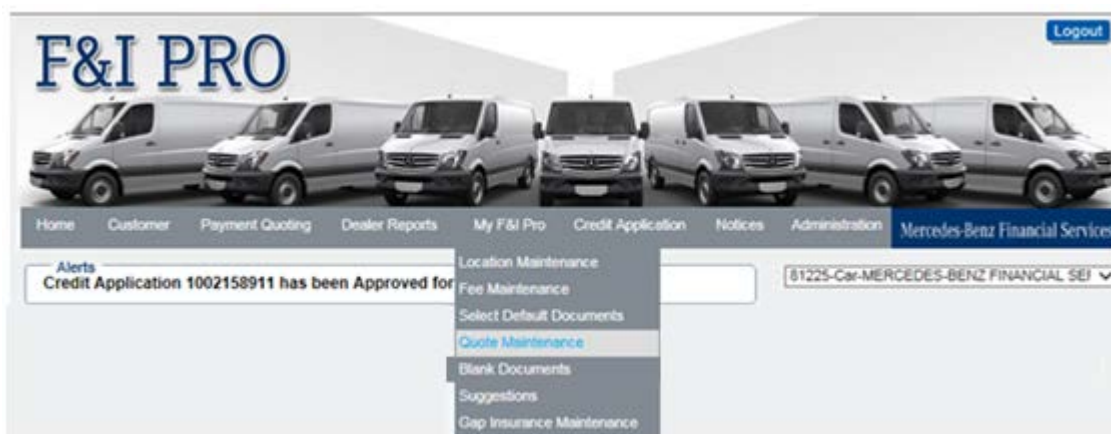 F&I PRO
Logout
Home Customer Payment Quoting Dealer Reports My F&I Pro Credit Application Notices Administration Mercedes-Benz Financial Services
Alerts
Credit Application 1002158911 has been Approved for
81225-Car-MERCEDES-BENZ FINANCIAL SEI
Location Maintenance
Fee Maintenance
Select Default Documents
Quote Maintenance
Blank Documents
Suggestions
Gap Insurance Maintenance